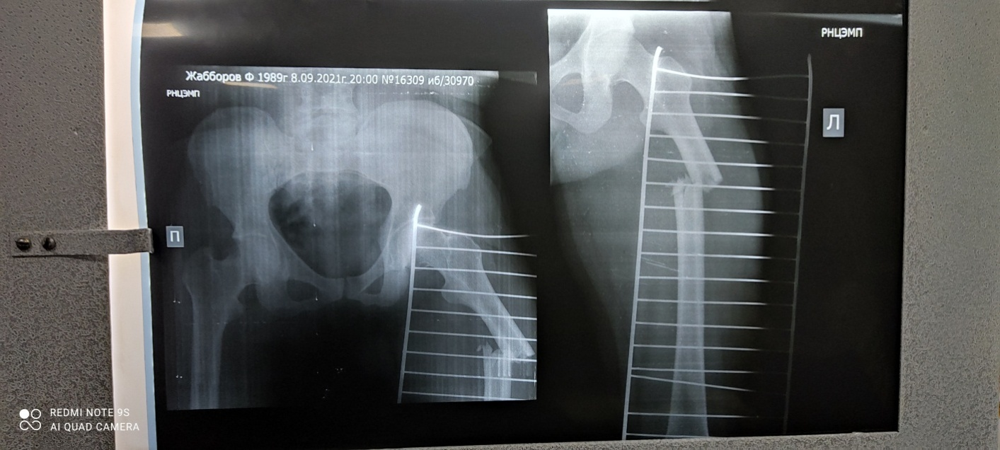 РНЦЭМП
Жабборов Ф 1989г 8.09.2021г 20:00 №16309 иб/30970
РНЦЭМП
П
Л
REDMI NOTE 9S
AI QUAD CAMERA